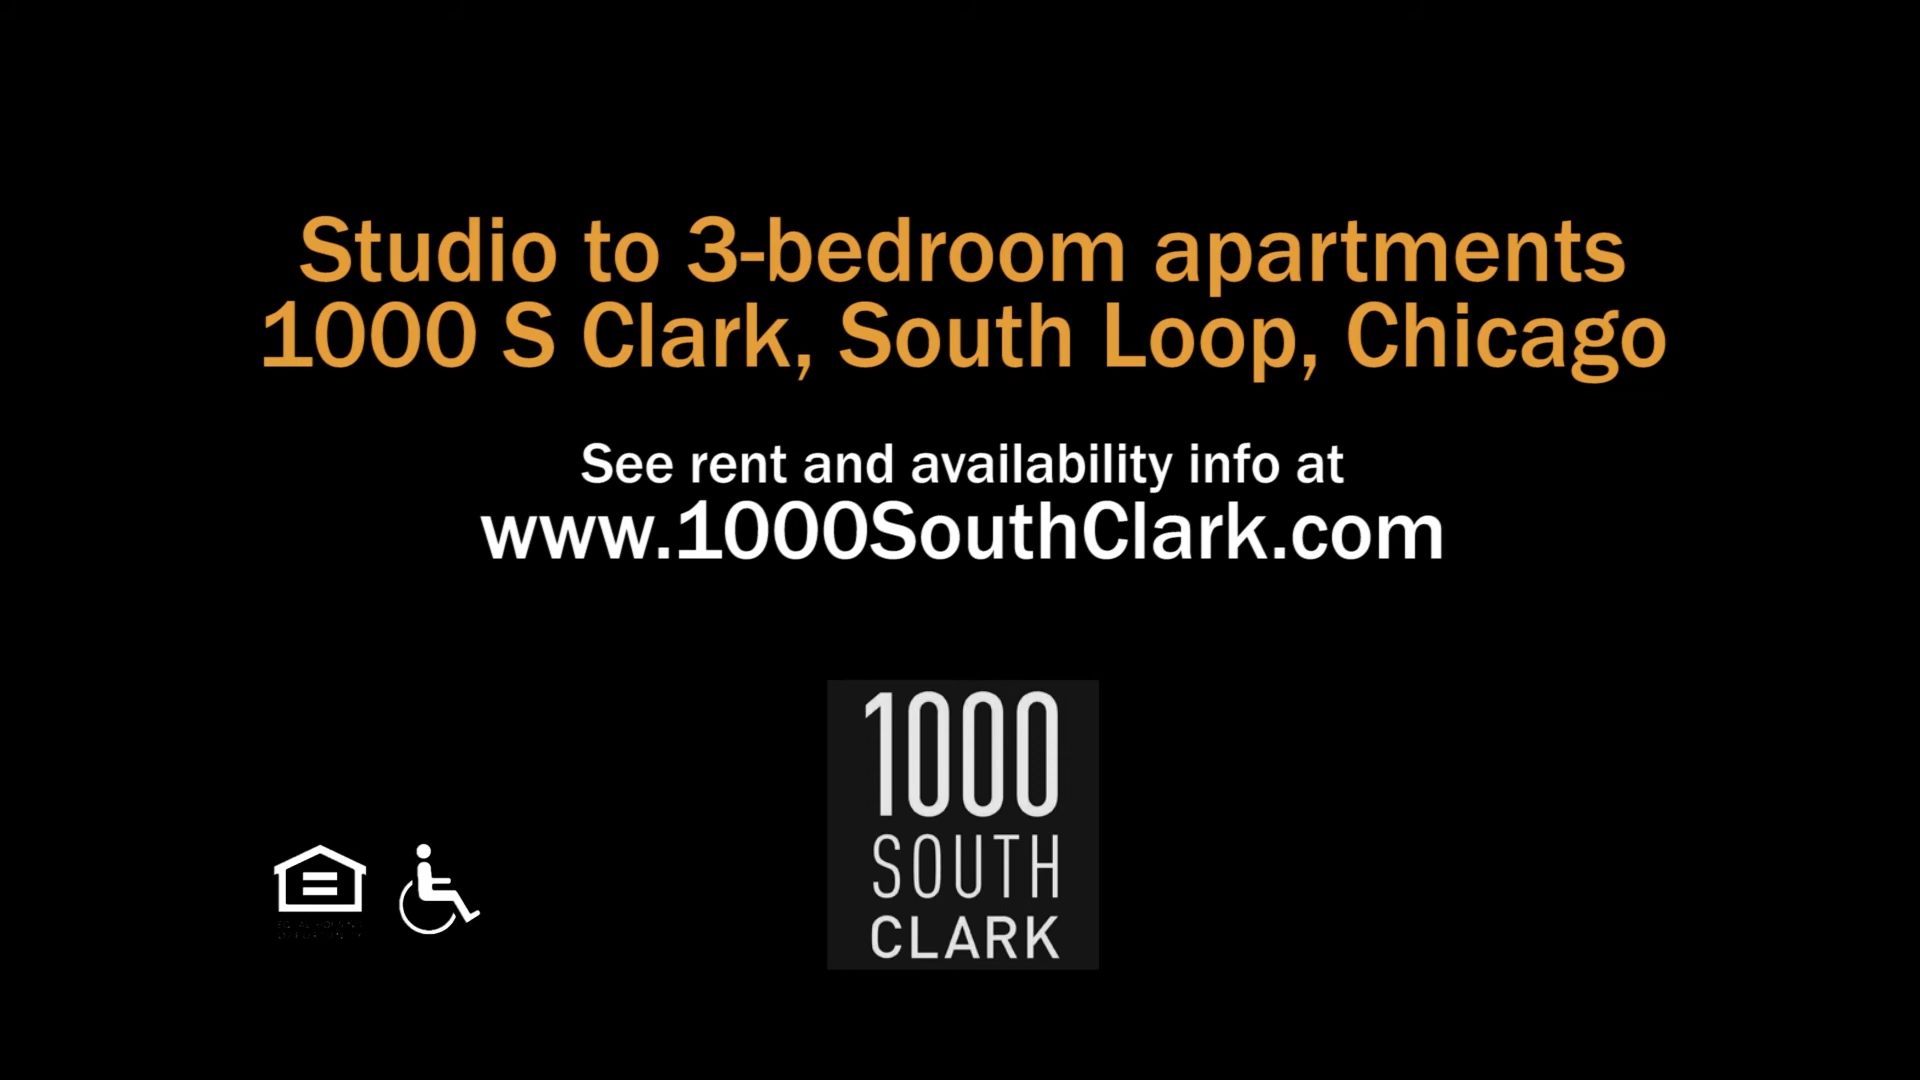 Studio to 3-bedroom apartments
1000 S Clark, South Loop, Chicago
See rent and availability info at
www.1000SouthClark.com
1000
SOUTH
CLARK